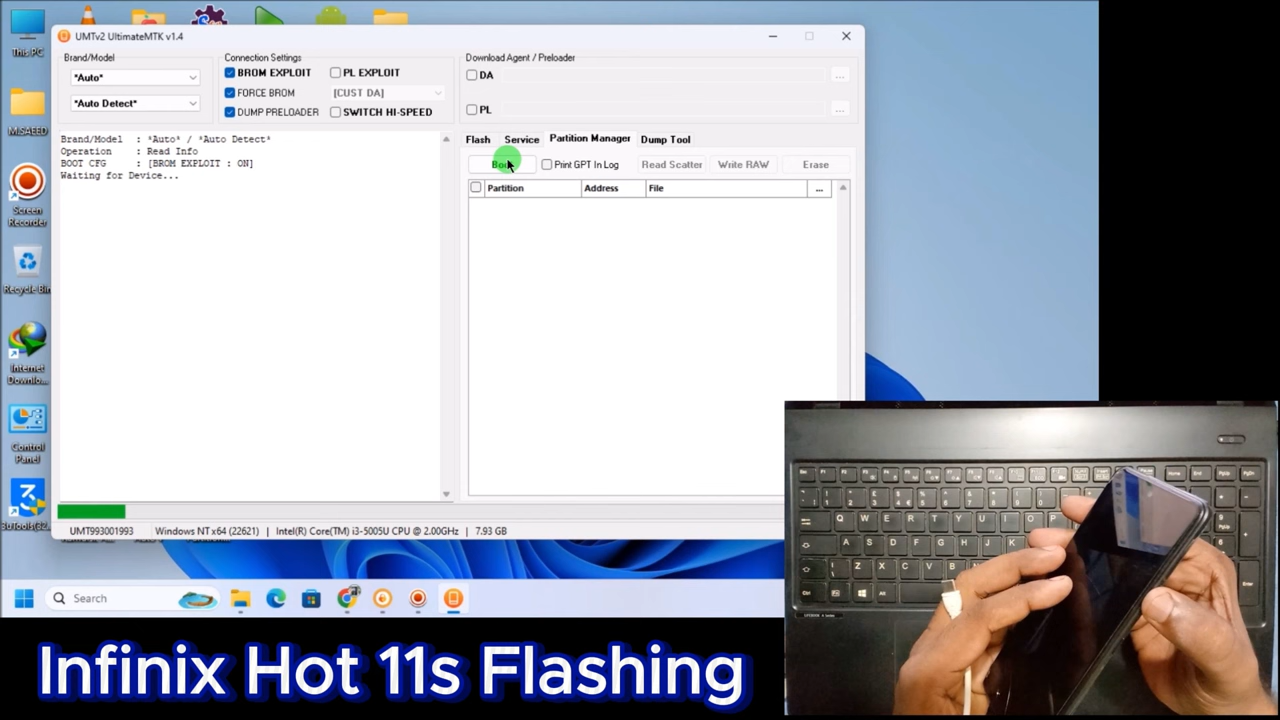 This PC
M.SAEED
Screen
Recorder
Recycle Bin
Internet
Downlo...
Control
Panel
UMTv2 UltimateMTK v1.4
Brand/Model
*Auto*
*Auto Detect*
Connection Settings
BROM EXPLOIT
PL EXPLOIT
FORCE BROM
[CUST DA]
DUMP PRELOADER
SWITCH HI-SPEED
Download Agent / Preloader
DA
...
PL
...
Brand/Model : *Auto* / *Auto Detect*
Operation : Read Info
BOOT CFG : [BROM EXPLOIT : ON]
Waiting for Device...
Flash
Service
Partition Manager
Dump Tool
Print GPT In Log
Read Scatter
Write RAW
Erase
Partition
Address
File
...
UMT993001993
Windows NT x64 (22621) | Intel(R) Core(TM) i3-5005U CPU @ 2.00GHz | 7.93 GB
Search
Infinix Hot 11s Flashing